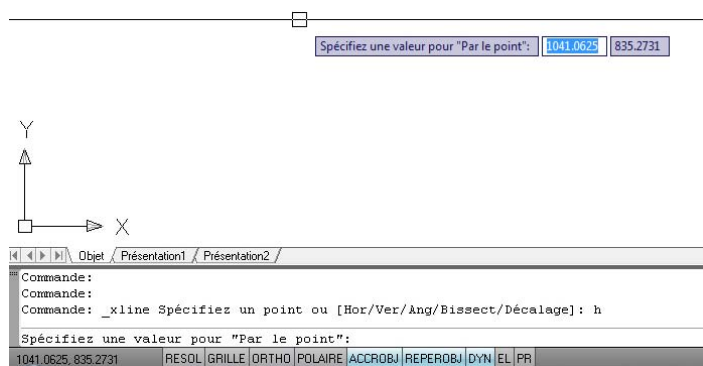 Spécifiez une valeur pour "Par le point": 1041.0625 835.2731
Y
X
Objet Présentation1 Présentation2
Commande:
Commande:
Commande: _xline Spécifiez un point ou [Hor/Ver/Ang/Bissect/Décalage]: h
Spécifiez une valeur pour "Par le point":
1041.0625, 835.2731 RESOL GRILLE ORTHO POLAIRE ACCROBJ REPEROBJ DYN EL PR